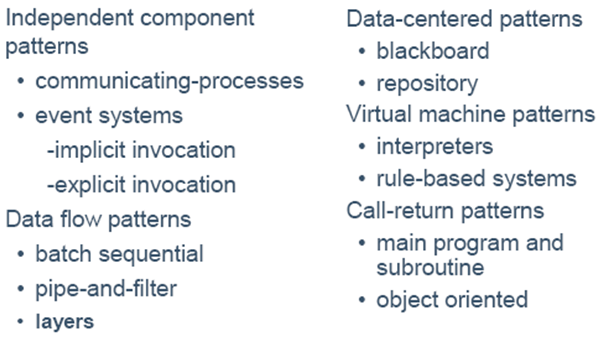 Independent component
patterns
• communicating-processes
• event systems
-implicit invocation
-explicit invocation
Data flow patterns
• batch sequential
• pipe-and-filter
• layers
Data-centered patterns
• blackboard
• repository
Virtual machine patterns
• interpreters
• rule-based systems
Call-return patterns
• main program and
subroutine
• object oriented